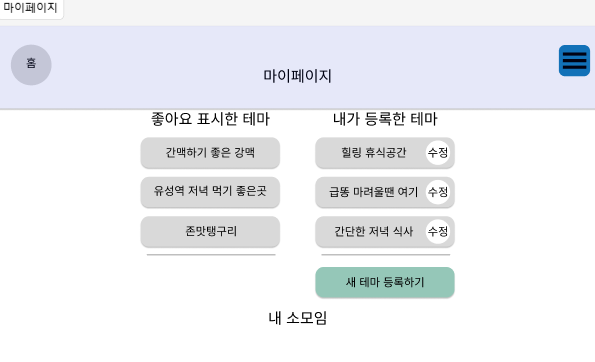 마이페이지
홈
마이페이지
좋아요 표시한 테마
간맥하기 좋은 강맥
유성역 저녁 먹기 좋은곳
존맛탱구리
내가 등록한 테마
힐링 휴식공간 수정
급똥 마려울땐 여기 수정
간단한 저녁 식사 수정
새 테마 등록하기
내 소모임